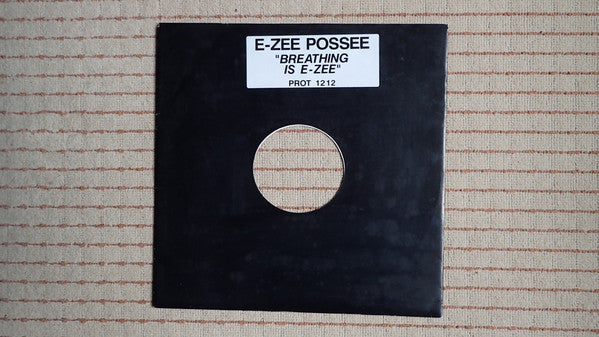 E-ZEE POSSEE
"BREATHING
IS E-ZEE"
PROT 1212